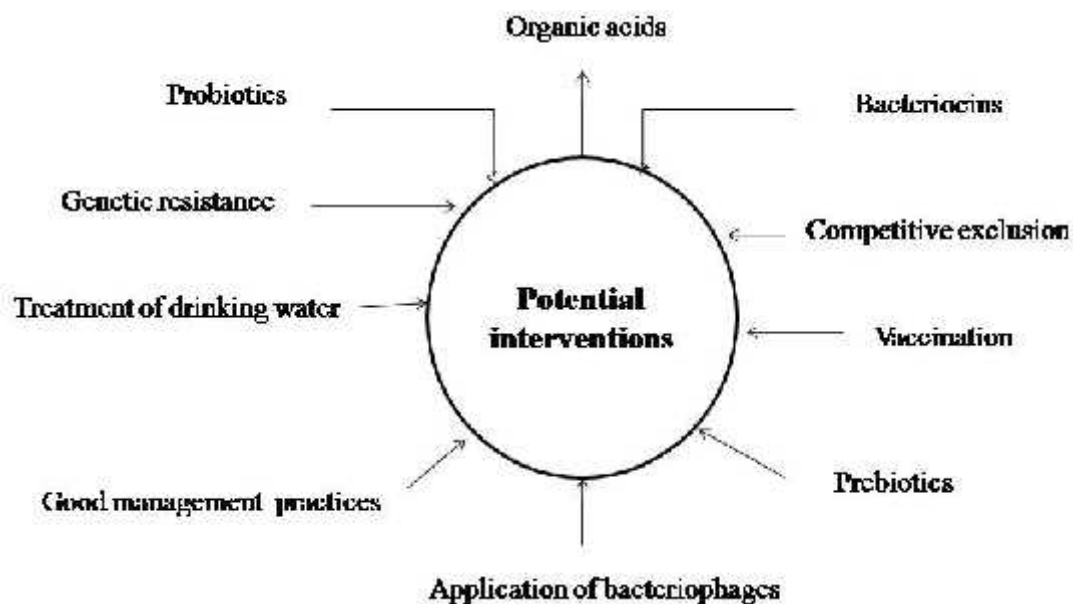 Organic acids
Probiotics
Bacteriocins
Genetic resistance
Competitive exclusion
Treatment of drinking water
Potential
interventions
Vaccination
Good management practices
Prebiotics
Application of bacteriophages